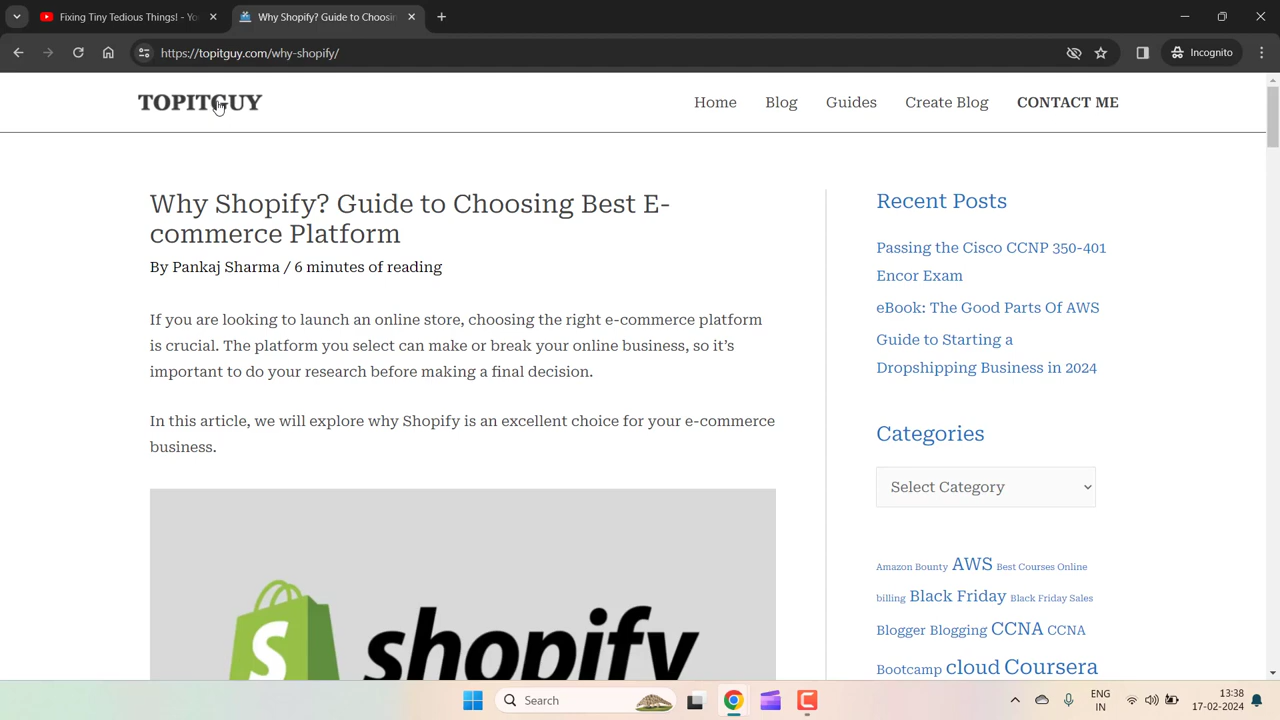 Fixing Tiny Tedious Things! - Yo
Why Shopify? Guide to Choosin
https://topitguy.com/why-shopify/
Incognito
TOPITGUY
Home
Blog
Guides
Create Blog
CONTACT ME
Why Shopify? Guide to Choosing Best E-
commerce Platform
By Pankaj Sharma / 6 minutes of reading
If you are looking to launch an online store, choosing the right e-commerce platform
is crucial. The platform you select can make or break your online business, so it’s
important to do your research before making a final decision.
In this article, we will explore why Shopify is an excellent choice for your e-commerce
business.
S
shopify
Recent Posts
Passing the Cisco CCNP 350-401
Encor Exam
eBook: The Good Parts Of AWS
Guide to Starting a
Dropshipping Business in 2024
Categories
Select Category
Amazon Bounty AWS Best Courses Online
billing Black Friday Black Friday Sales
Blogger Blogging CCNA CCNA
Bootcamp cloud Coursera
Search
ENG
IN
13:38
17-02-2024